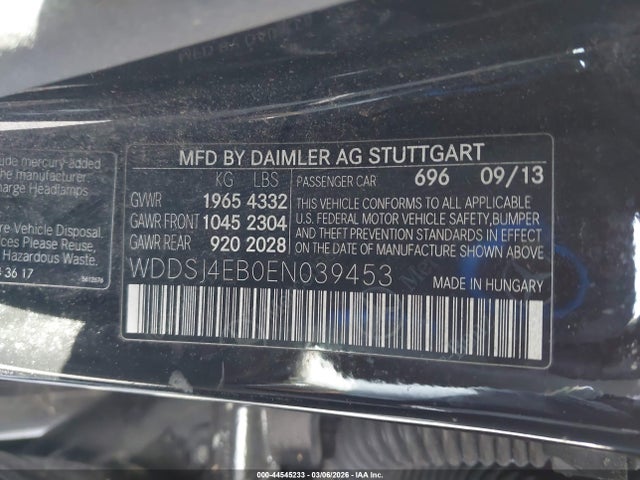 ude mercury-added
charge Headlamps
re Vehicle Disposal.
ices Please Reuse,
Hazardous Waste.
3 36 17
MFD BY DAIMLER AG STUTTGART
KG LBS
PASSENGER CAR 696 09/13
GVWR 1965 4332
GAWR FRONT 1045 2304
GAWR REAR 920 2028
THIS VEHICLE CONFORMS TO ALL APPLICABLE
U.S. FEDERAL MOTOR VEHICLE SAFETY, BUMPER
AND THEFT PREVENTION STANDARDS IN EFFECT
ON THE DATE OF MANUFACTURE SHOWN ABOVE
WDDSJ4EB0EN039453
MADE IN HUNGARY
000-44545233 - 03/06/2026 - IAA Inc.